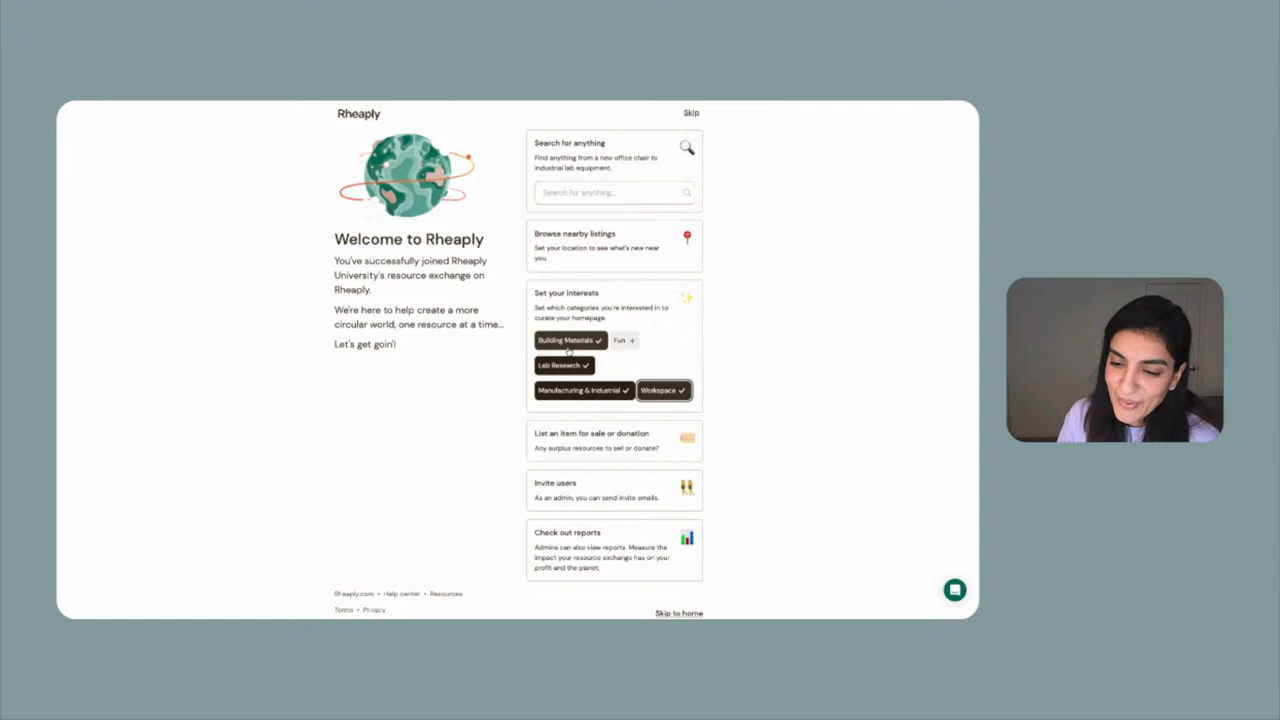 Rheaply
Skip
Welcome to Rheaply
You've successfully joined Rheaply
University's resource exchange on
Rheaply.
We're here to help create a more
circular world, one resource at a time...
Let's get goin'!
Search for anything
Find anything from a new office chair to
industrial lab equipment.
Search for anything...
Browse nearby listings
Set your location to see what's new near
you.
Set your interests
Set which categories you're interested in to
curate your homepage.
Building Materials ✓ Fun +
Lab Research ✓
Manufacturing & Industrial ✓ Workspace ✓
List an item for sale or donation
Any surplus resources to sell or donate?
Invite users
As an admin, you can send invite emails.
Check out reports
Admins can also view reports. Measure the
impact your resource exchange has on your
profit and the planet.
Rheaply.com • Help center • Resources
Terms • Privacy
Skip to home